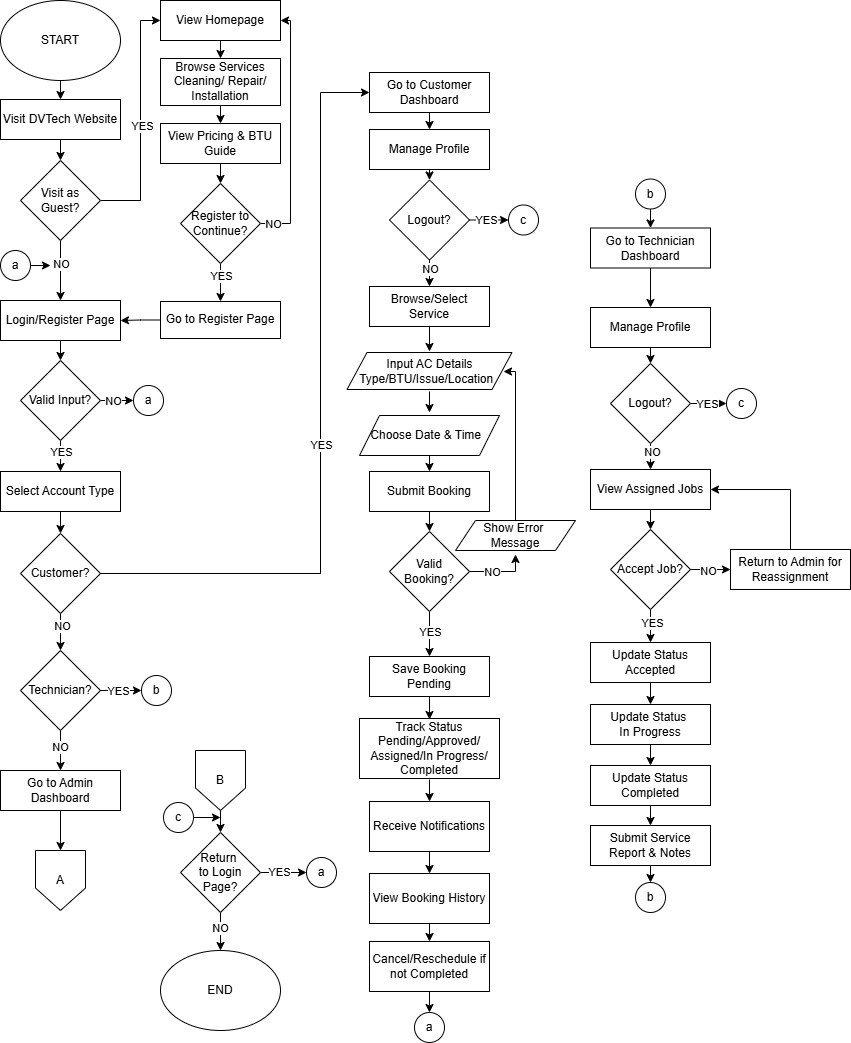 START
Visit DVTech Website
Visit as
Guest?
YES
NO
a
Login/Register Page
Valid Input?
NO
a
YES
Select Account Type
Customer?
YES
NO
Technician?
YES
b
NO
Go to Admin
Dashboard
A
View Homepage
Browse Services
Cleaning/ Repair/
Installation
View Pricing & BTU
Guide
Register to
Continue?
NO
YES
Go to Register Page
B
c
Return
to Login
Page?
YES
a
NO
END
Go to Customer
Dashboard
Manage Profile
Logout?
YES
c
NO
Browse/Select
Service
Input AC Details
Type/BTU/Issue/Location
Choose Date & Time
Submit Booking
Show Error
Message
Valid
Booking?
NO
YES
Save Booking
Pending
Track Status
Pending/Approved/
Assigned/In Progress/
Completed
Receive Notifications
View Booking History
Cancel/Reschedule if
not Completed
a
b
Go to Technician
Dashboard
Manage Profile
Logout?
YES
c
NO
View Assigned Jobs
Accept Job?
NO
Return to Admin for
Reassignment
YES
Update Status
Accepted
Update Status
In Progress
Update Status
Completed
Submit Service
Report & Notes
b